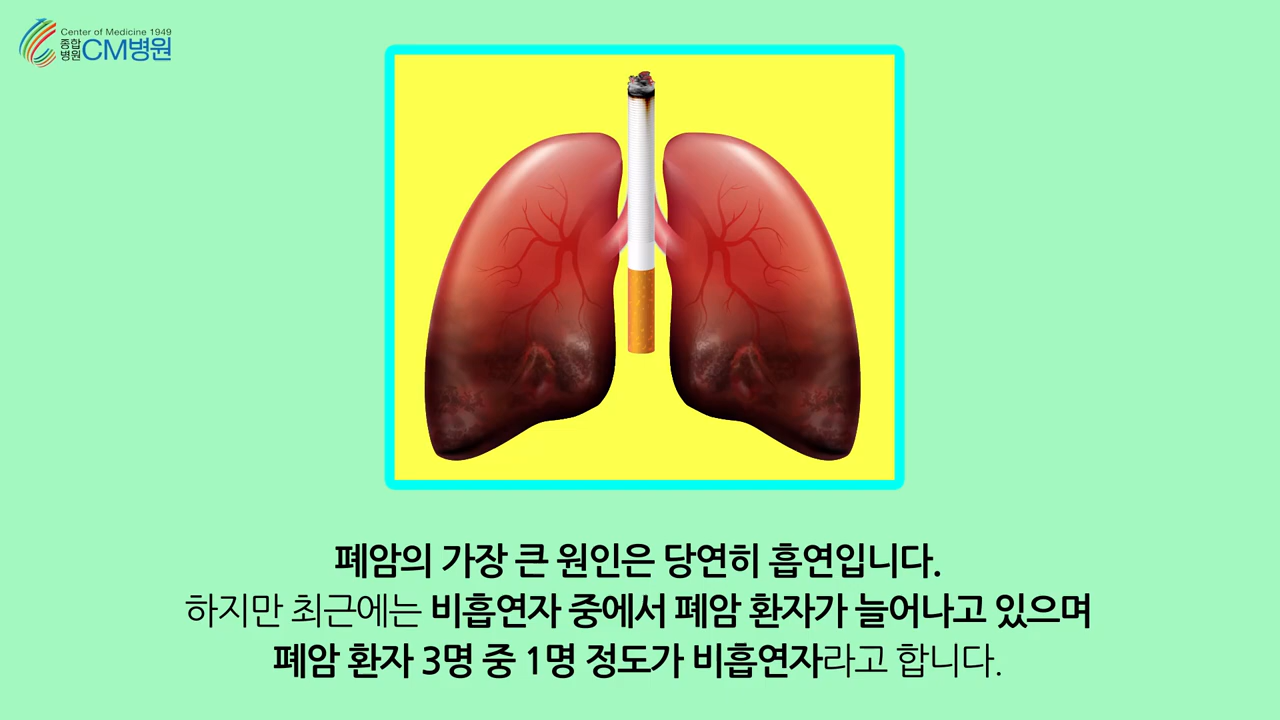 Center of Medicine 1949
종합
병원 CM병원
폐암의 가장 큰 원인은 당연히 흡연입니다.
하지만 최근에는 비흡연자 중에서 폐암 환자가 늘어나고 있으며
폐암 환자 3명 중 1명 정도가 비흡연자라고 합니다.